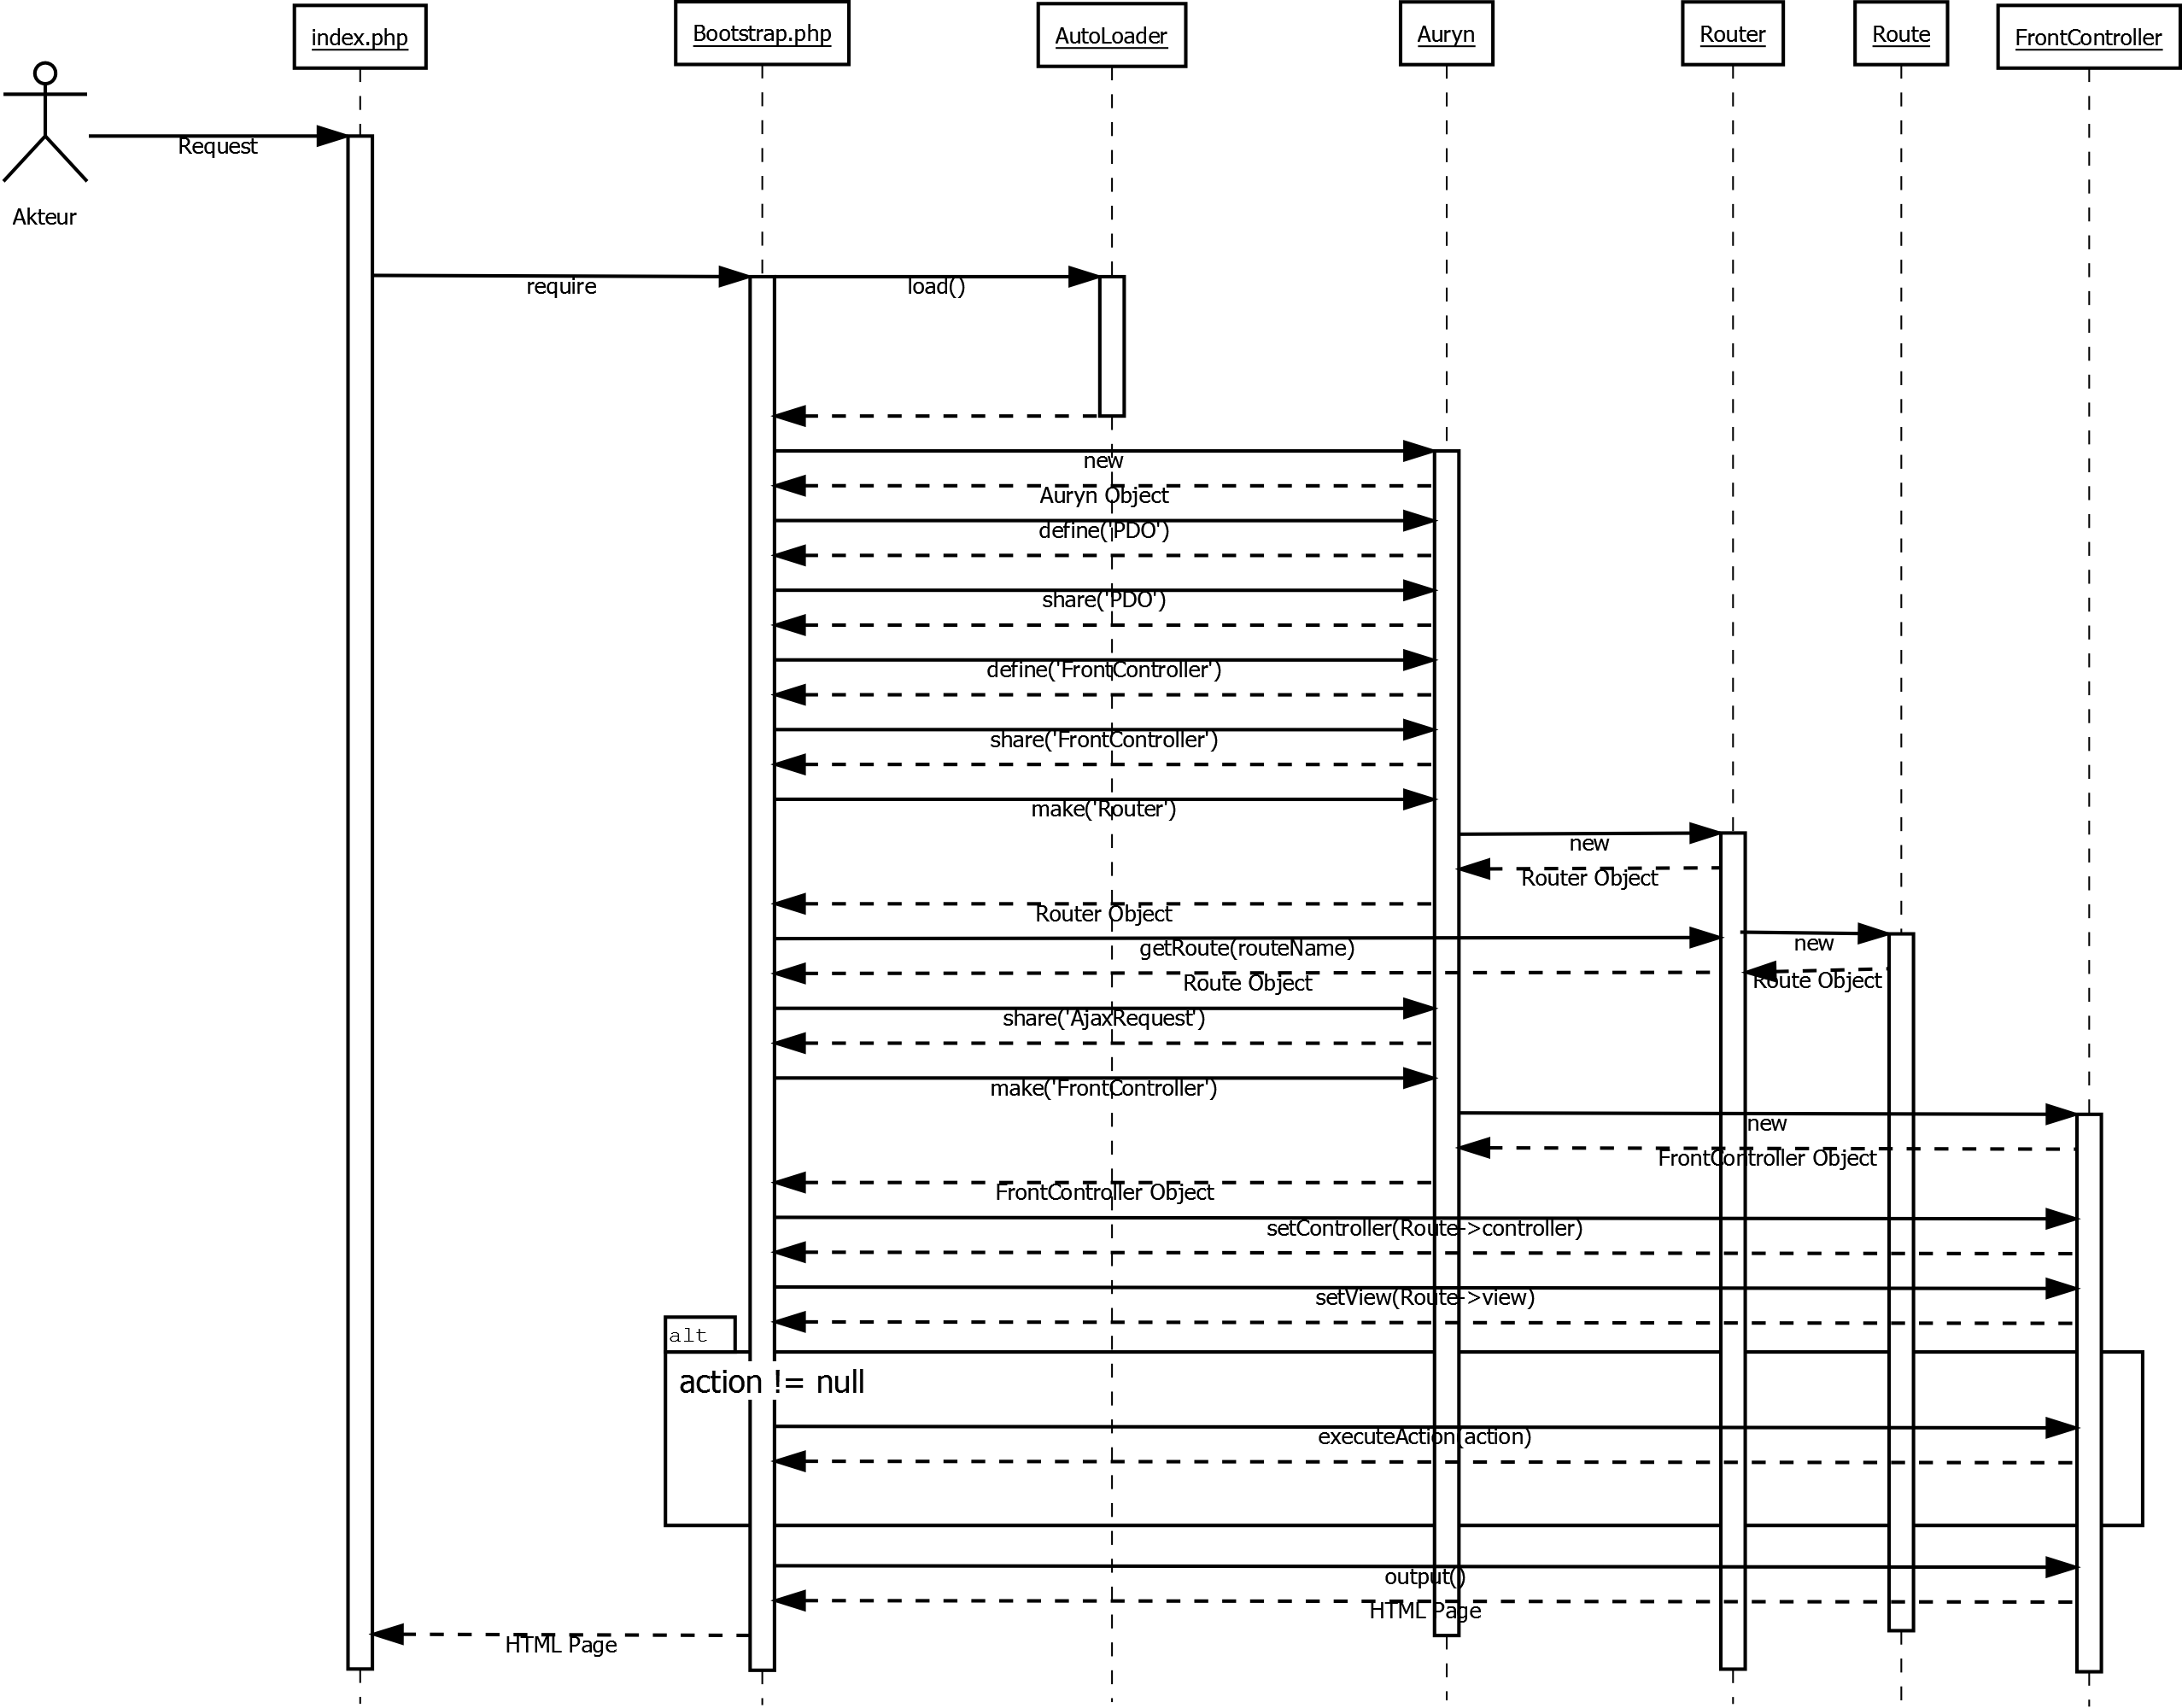 index.php
Bootstrap.php
AutoLoader
Auryn
Router
Route
FrontController
Request
Akteur
require
load()
new
Auryn Object
define('PDO')
share('PDO')
define('FrontController')
share('FrontController')
make('Router')
new
Router Object
Router Object
getRoute(routeName)
new
Route Object
Route Object
share('AjaxRequest')
make('FrontController')
new
FrontController Object
FrontController Object
setController(Route->controller)
setView(Route->view)
alt
action != null
executeAction(action)
output()
HTML Page
HTML Page